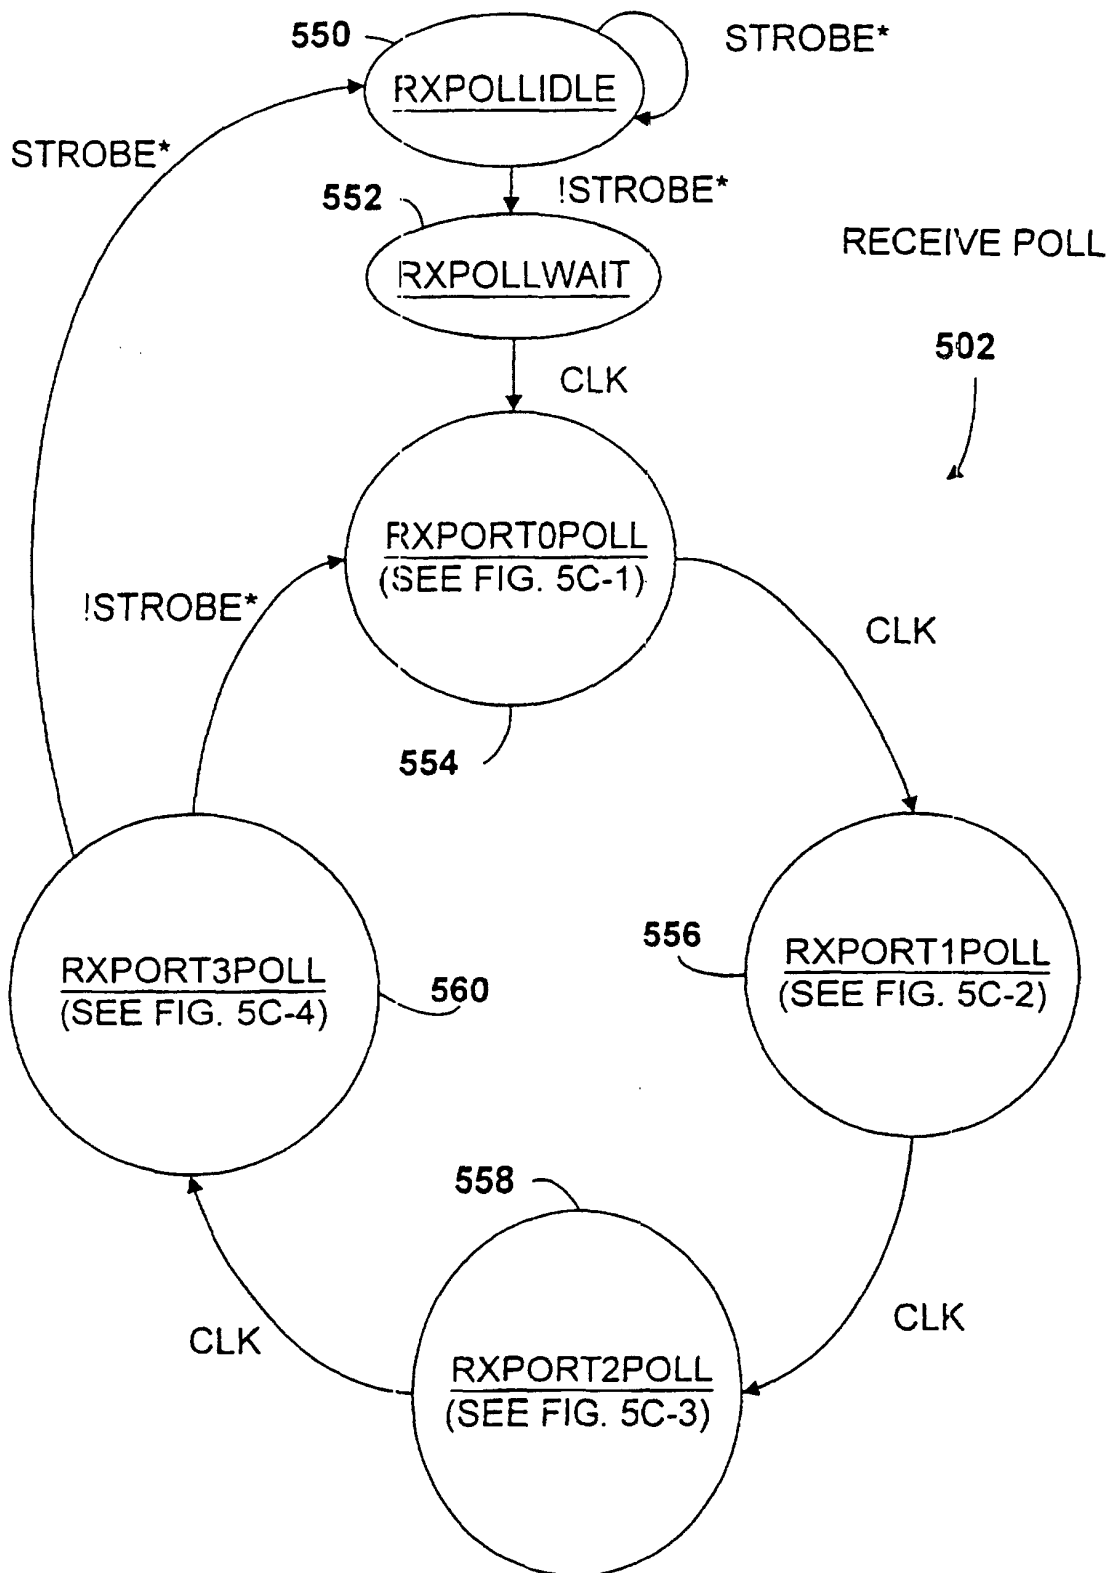 550
STROBE*
RXPOLLIDLE
STROBE*
!STROBE*
552
RXPOLLWAIT
RECEIVE POLL
502
CLK
RXPORT0POLL
(SEE FIG. 5C-1)
!STROBE*
CLK
554
RXPORT3POLL
(SEE FIG. 5C-4)
560
556
RXPORT1POLL
(SEE FIG. 5C-2)
558
CLK
CLK
RXPORT2POLL
(SEE FIG. 5C-3)